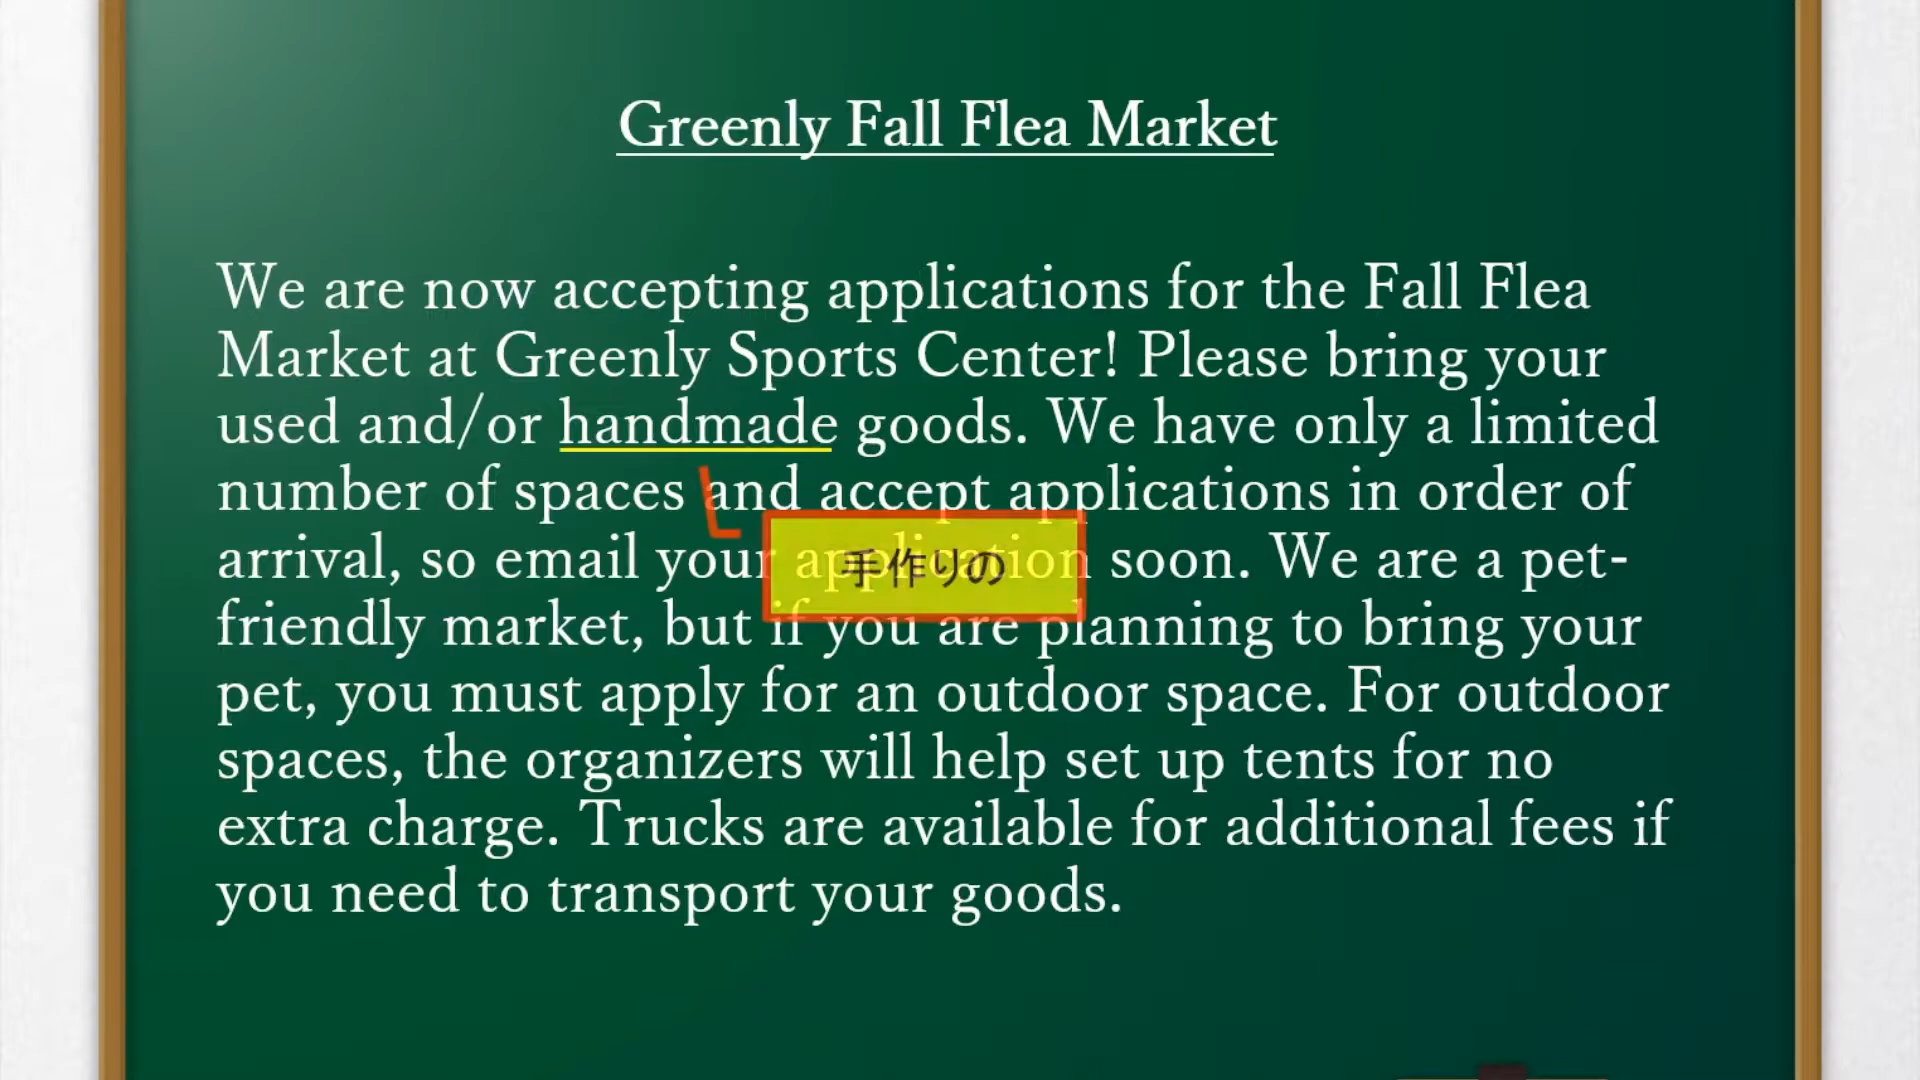 Greenly Fall Flea Market
We are now accepting applications for the Fall Flea
Market at Greenly Sports Center! Please bring your
used and/or handmade goods. We have only a limited
number of spaces and accept applications in order of
arrival, so email your application soon. We are a pet-
手作りの
friendly market, but if you are planning to bring your
pet, you must apply for an outdoor space. For outdoor
spaces, the organizers will help set up tents for no
extra charge. Trucks are available for additional fees if
you need to transport your goods.